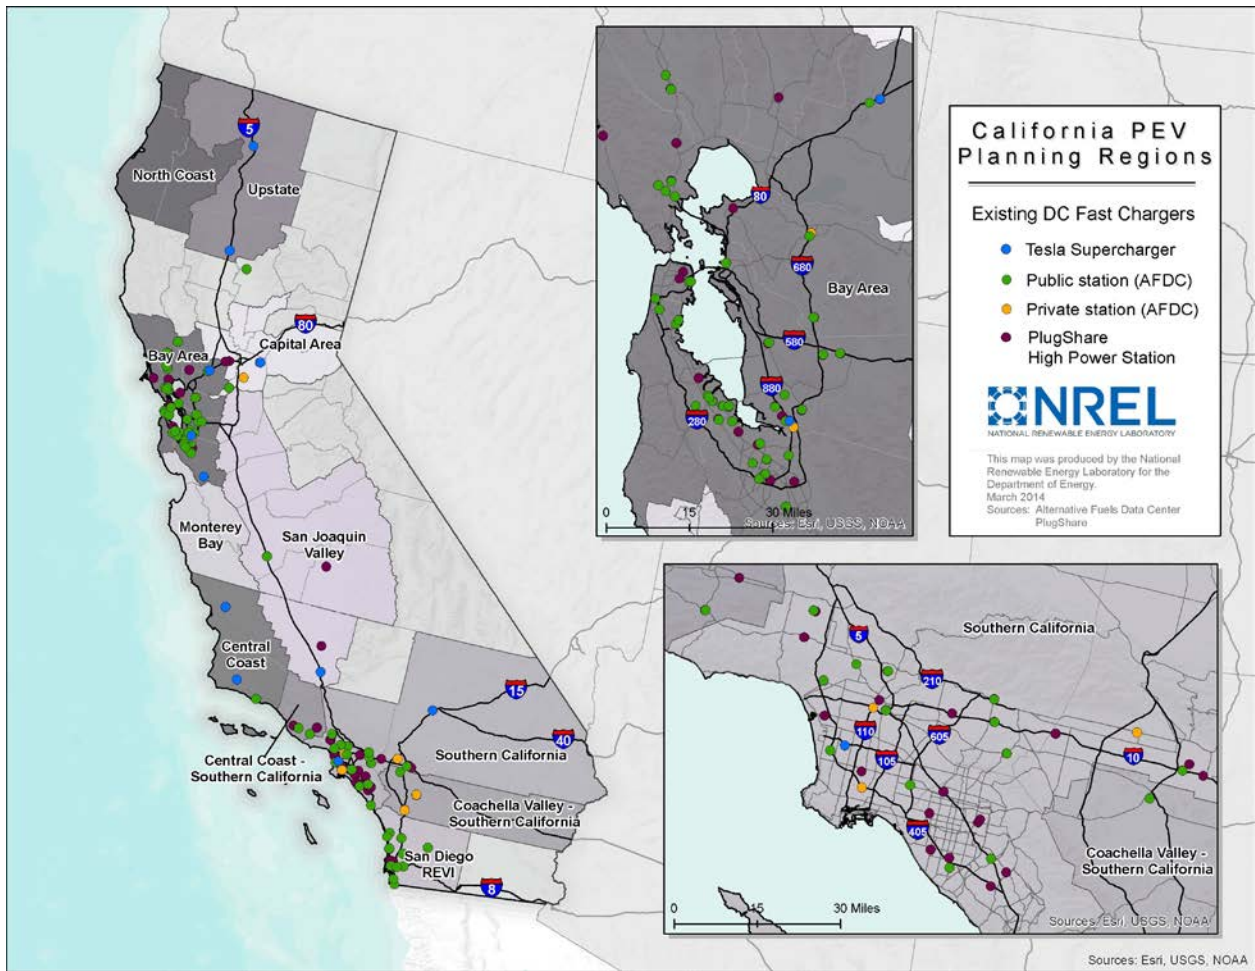 California PEV
Planning Regions
Existing DC Fast Chargers
Tesla Supercharger
Public station (AFDC)
Private station (AFDC)
PlugShare
High Power Station
NREL
NATIONAL RENEWABLE ENERGY LABORATORY
This map was produced by the National
Renewable Energy Laboratory for the
Department of Energy.
March 2014
Sources: Alternative Fuels Data Center
PlugShare
5
North Coast
Upstate
80
Capital Area
Bay Area
Monterey
Bay
San Joaquin
Valley
Central
Coast
15
40
Southern California
Central Coast -
Southern California
Coachella Valley -
Southern California
San Diego
REVI
8
80
680
Bay Area
580
880
280
0
15
30 Miles
Sources: Esri, USGS, NOAA
5
Southern California
210
110
605
105
10
405
Coachella Valley -
Southern California
0
15
30 Miles
Sources: Esri, USGS, NOAA
Sources: Esri, USGS, NOAA